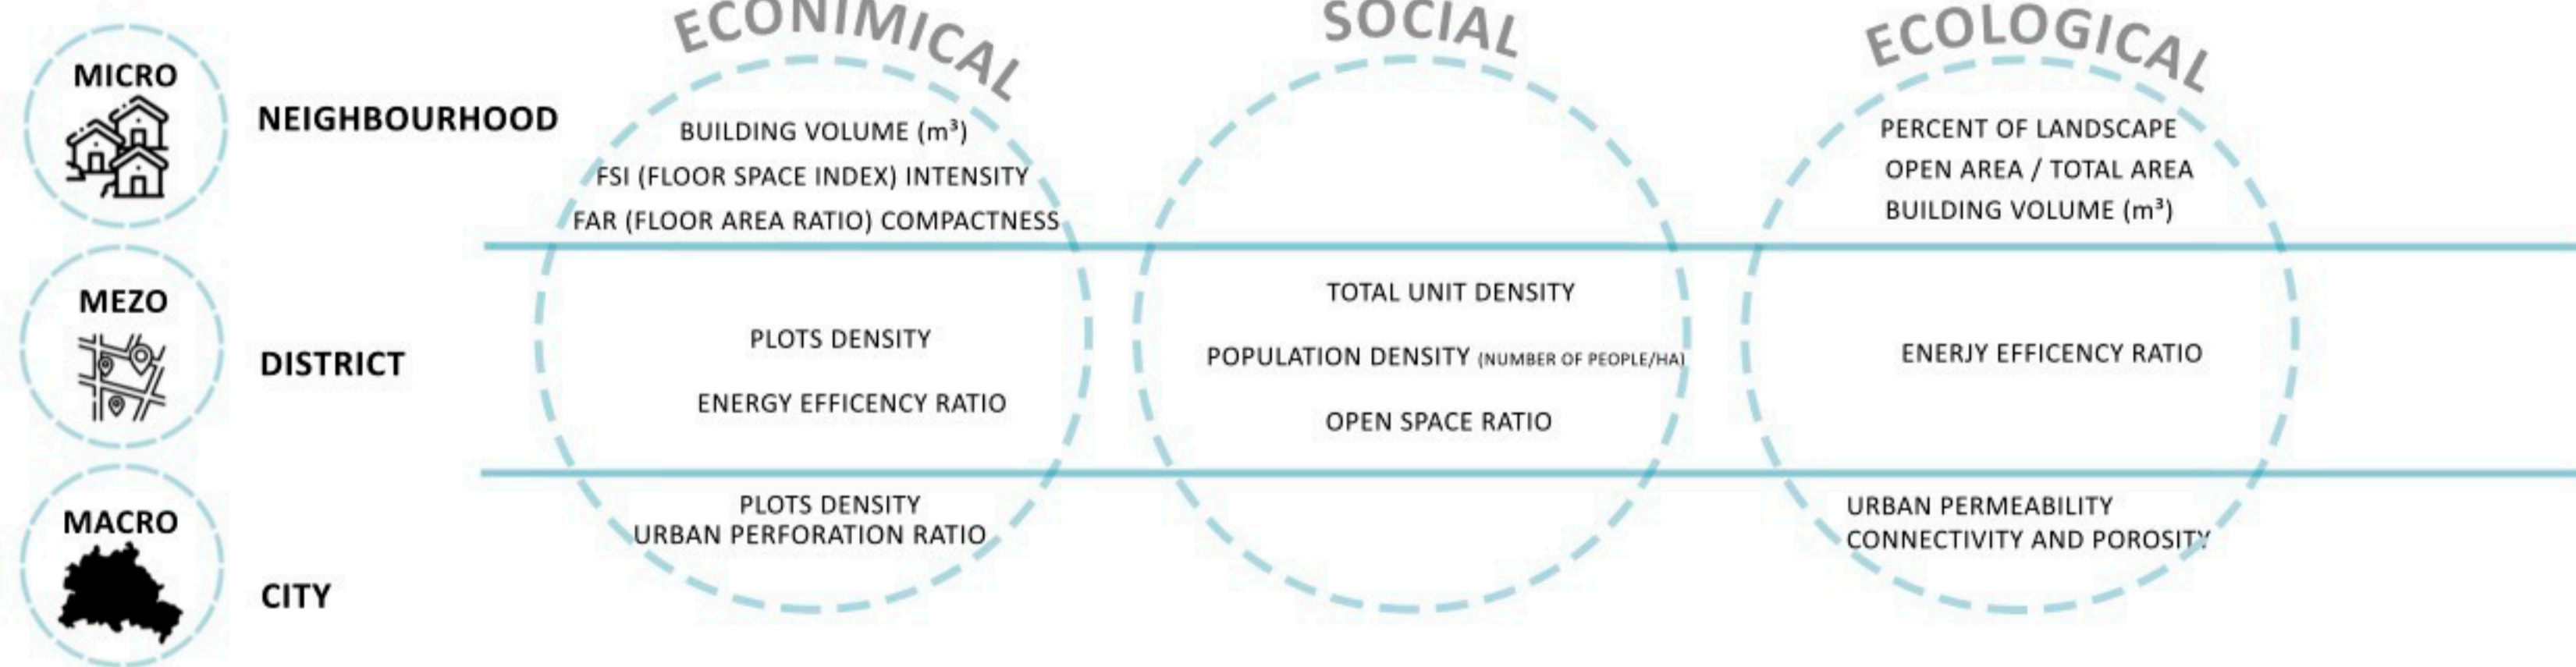 ECONIMICAL
SOCIAL
ECOLOGICAL
MICRO
NEIGHBOURHOOD
BUILDING VOLUME (m³)
FSI (FLOOR SPACE INDEX) INTENSITY
FAR (FLOOR AREA RATIO) COMPACTNESS
PERCENT OF LANDSCAPE
OPEN AREA / TOTAL AREA
BUILDING VOLUME (m³)
MEZO
DISTRICT
PLOTS DENSITY
ENERGY EFFICENCY RATIO
TOTAL UNIT DENSITY
POPULATION DENSITY (NUMBER OF PEOPLE/HA)
OPEN SPACE RATIO
ENERJY EFFICENCY RATIO
MACRO
CITY
PLOTS DENSITY
URBAN PERFORATION RATIO
URBAN PERMEABILITY
CONNECTIVITY AND POROSITY